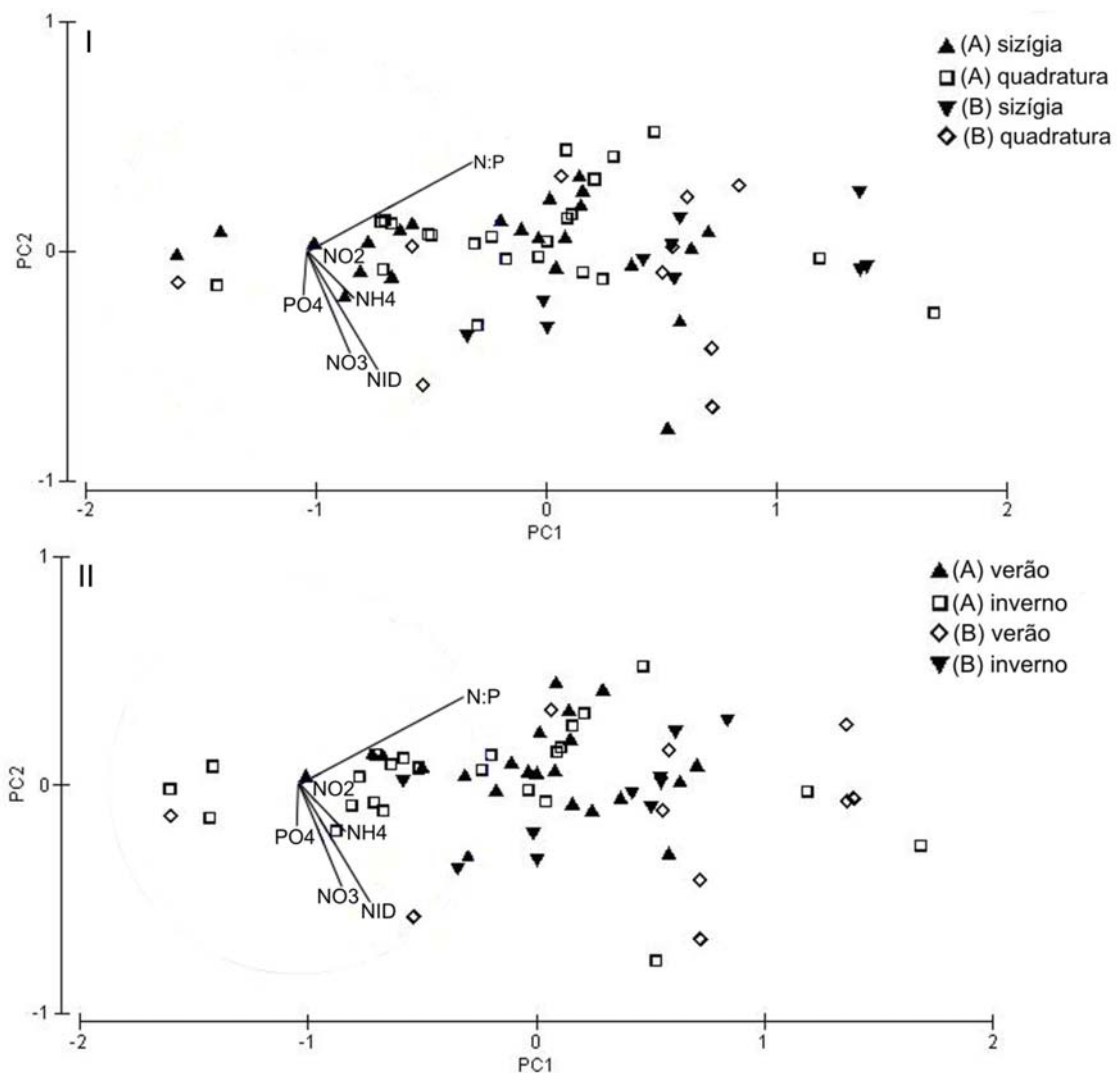 I
1
▲ (A) sizígia
□ (A) quadratura
▼ (B) sizígia
◇ (B) quadratura
N:P
PC2
0
NO2
PO4
NH4
NO3
NID
-1
-2
-1
0
1
2
PC1
II
1
▲ (A) verão
□ (A) inverno
◇ (B) verão
▼ (B) inverno
N:P
PC2
0
NO2
PO4
NH4
NO3
NID
-1
-2
-1
0
1
2
PC1